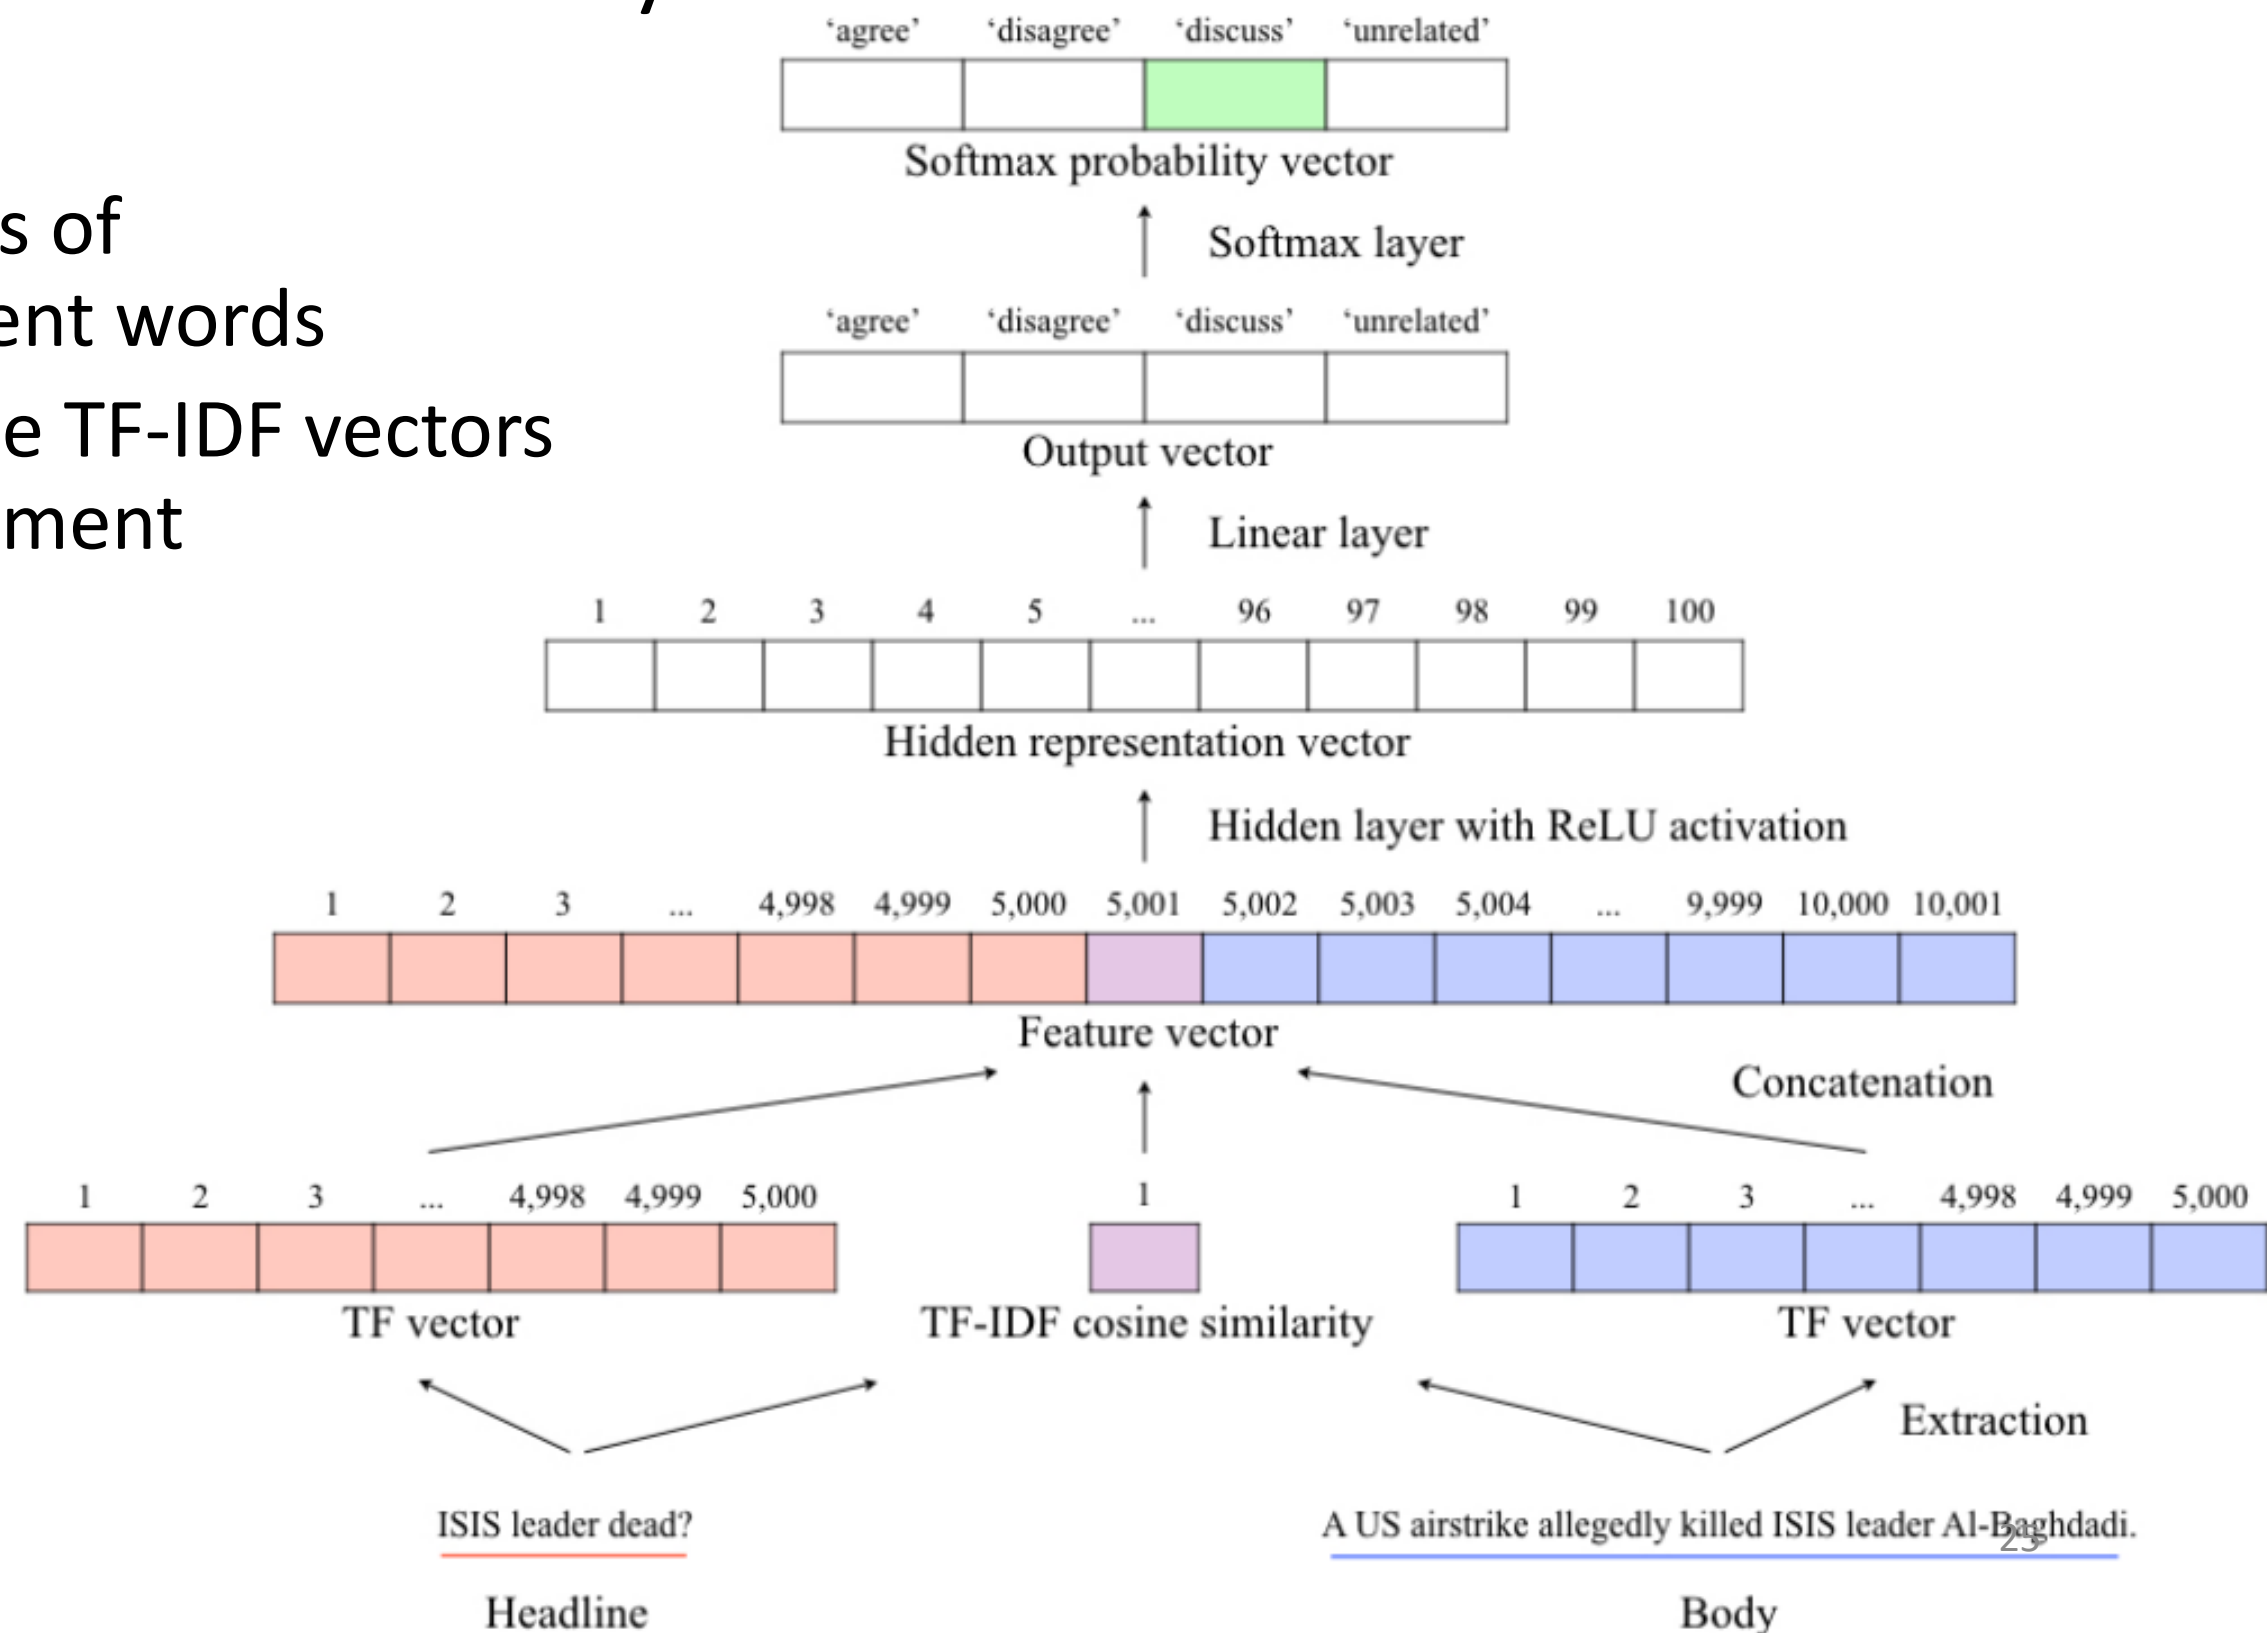 ‘agree’ ‘disagree’ ‘discuss’ ‘unrelated’
Softmax probability vector
s of
Softmax layer
ent words
‘agree’ ‘disagree’ ‘discuss’ ‘unrelated’
e TF-IDF vectors
Output vector
ment
Linear layer
1 2 3 4 5 ... 96 97 98 99 100
Hidden representation vector
Hidden layer with ReLU activation
1 2 3 ... 4,998 4,999 5,000 5,001 5,002 5,003 5,004 ... 9,999 10,000 10,001
Feature vector
Concatenation
1 2 3 ... 4,998 4,999 5,000 1 1 2 3 ... 4,998 4,999 5,000
TF vector TF-IDF cosine similarity TF vector
Extraction
ISIS leader dead? A US airstrike allegedly killed ISIS leader Al-Baghdadi.
25
Headline Body